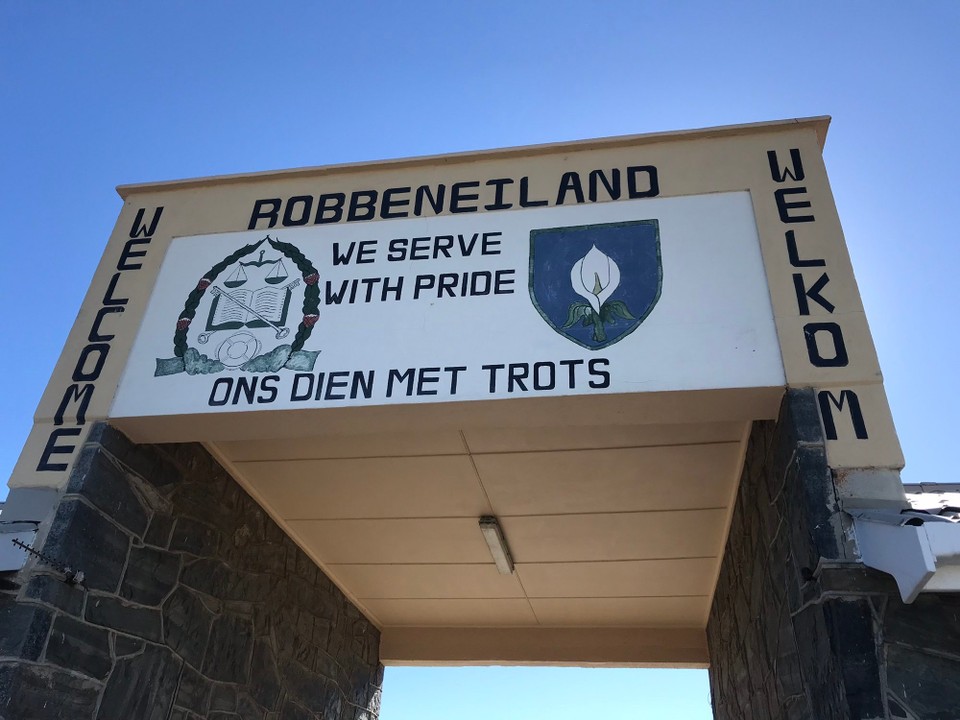 ROBBENEILAND
WELCOME
WE SERVE
WITH PRIDE
ONS DIEN MET TROTS
WELKOM